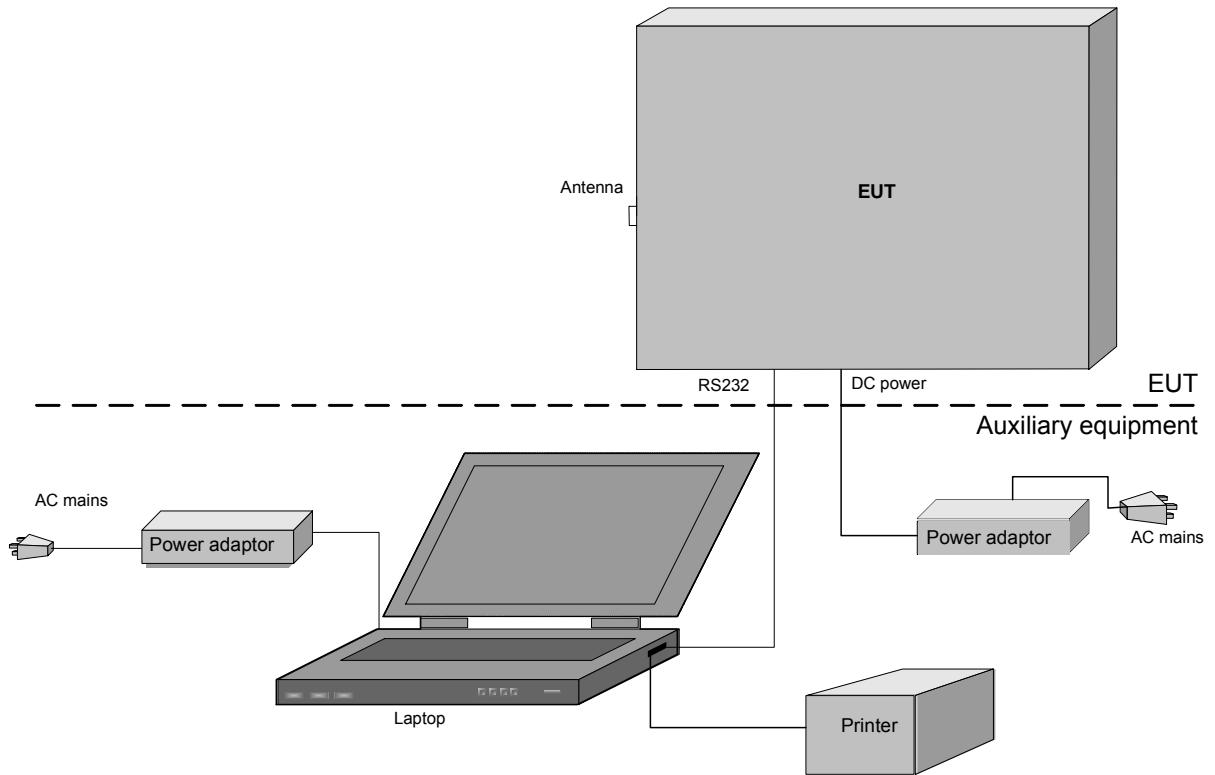 EUT
Antenna
RS232
DC power
EUT
Auxiliary equipment
AC mains
Power adaptor
Power adaptor
AC mains
Laptop
Printer